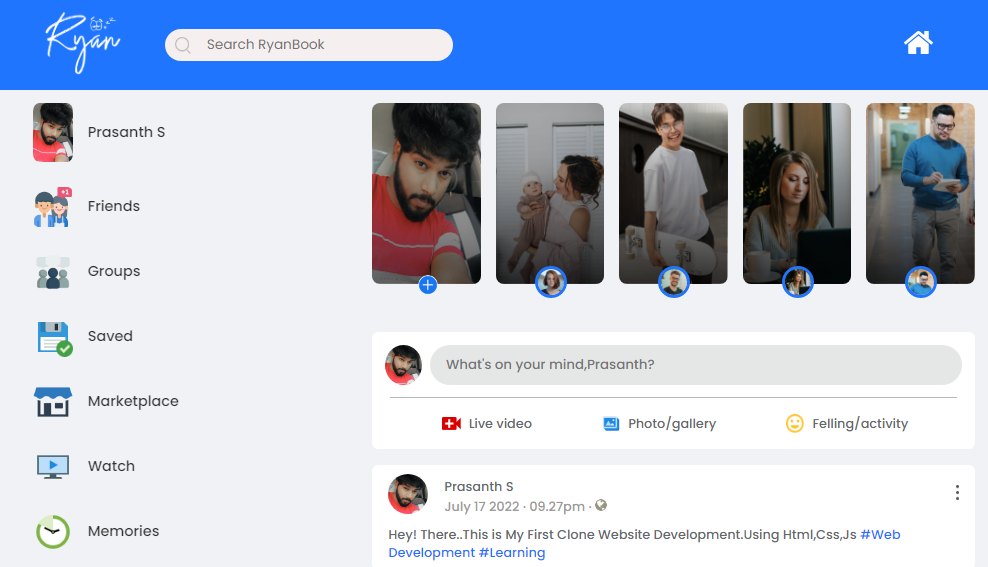 Ryan
Search RyanBook
Prasanth S
+1
Friends
Groups
Saved
Marketplace
Watch
Memories
What's on your mind,Prasanth?
Live video
Photo/gallery
Felling/activity
Prasanth S
July 17 2022 · 09.27pm ·
Hey! There..This is My First Clone Website Development.Using Html,Css,Js #Web
Development #Learning